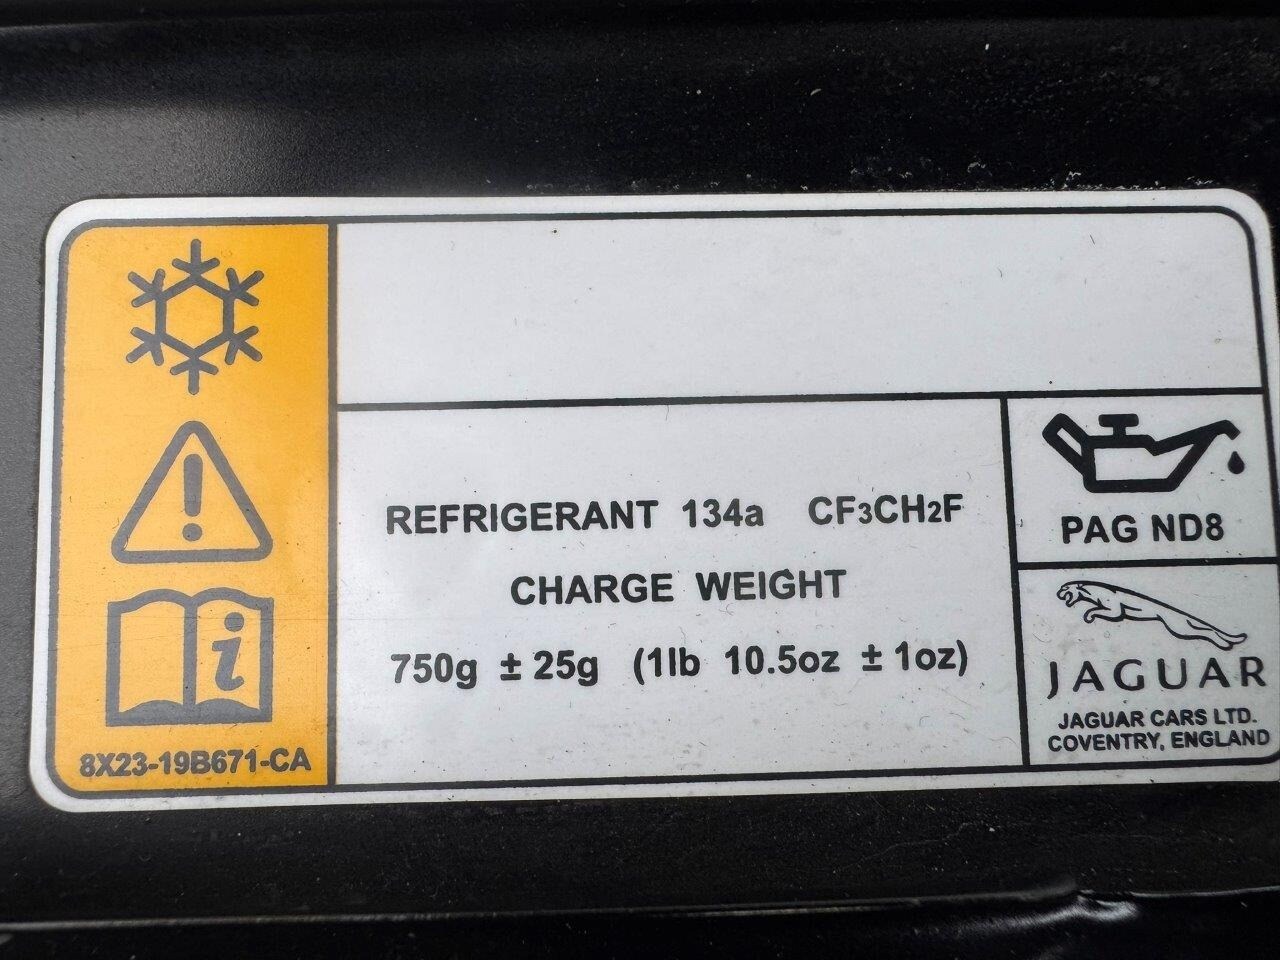 REFRIGERANT 134a CF3CH2F
CHARGE WEIGHT
750g ± 25g (1lb 10.5oz ± 1oz)
PAG ND8
JAGUAR
JAGUAR CARS LTD.
COVENTRY, ENGLAND
8X23-19B671-CA